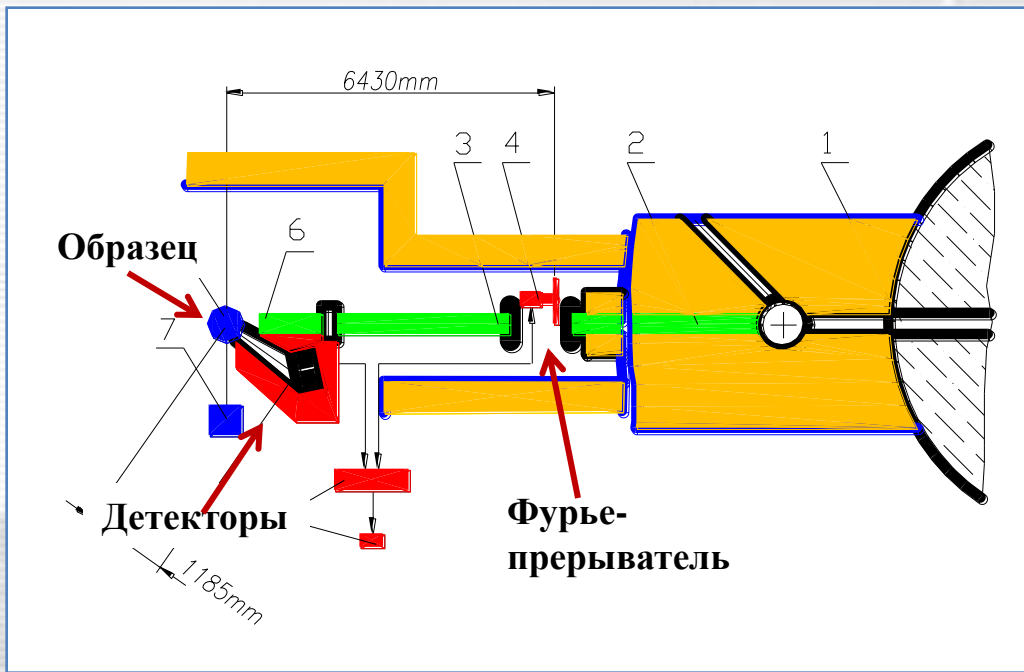 6430mm
3
4
2
1
6
Образец
7
Детекторы
Фурье-
прерыватель
1185mm